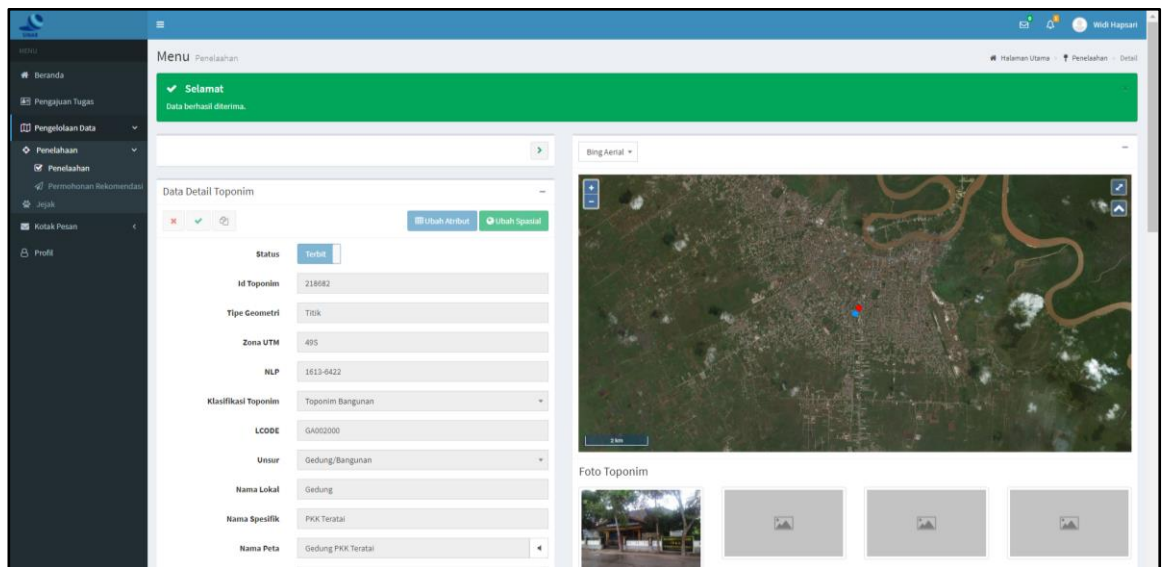 SINAR
Widi Hapsari
MENU
Beranda
Pengajuan Tugas
Pengelolaan Data
Penelahaan
Penelaahan
Permohonan Rekomendasi
Jejak
Kotak Pesan
Profil
Menu Penelaahan
Halaman Utama > Penelaahan > Detail
Selamat
Data berhasil diterima.
Data Detail Toponim
Ubah Atribut
Ubah Spasial
Status Terbit
Id Toponim 218682
Tipe Geometri Titik
Zona UTM 49S
NLP 1613-6422
Klasifikasi Toponim Toponim Bangunan
LCODE GA002000
Unsur Gedung/Bangunan
Nama Lokal Gedung
Nama Spesifik PKK Teratai
Nama Peta Gedung PKK Teratai
Bing Aerial
+
-
2 km
Foto Toponim